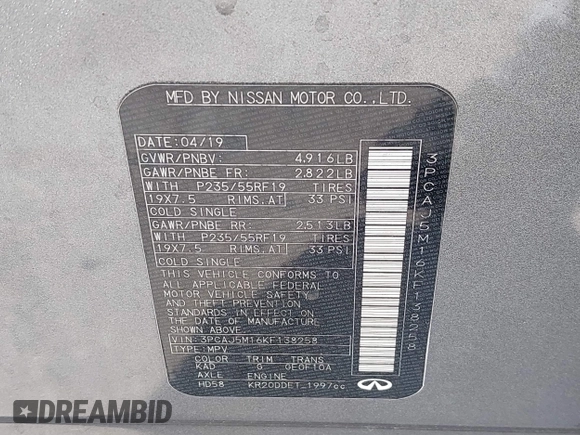 MFD BY NISSAN MOTOR CO.,LTD.
DATE: 04/19
GVWR/PNBV: 4,916LB
GAWR/PNBE FR: 2,822LB
WITH P235/55RF19 TIRES
19X7.5 RIMS,AT 33 PSI
COLD SINGLE
GAWR/PNBE RR: 2,513LB
WITH P235/55RF19 TIRES
19X7.5 RIMS,AT 33 PSI
COLD SINGLE
THIS VEHICLE CONFORMS TO
ALL APPLICABLE FEDERAL
MOTOR VEHICLE SAFETY
AND THEFT PREVENTION
STANDARDS IN EFFECT ON
THE DATE OF MANUFACTURE
SHOWN ABOVE.
VIN: 3PCAJ5M16KF138258
TYPE: MPV
COLOR TRIM TRANS
KAD G GE0F10A
AXLE ENGINE
HD58 KR20DDET 1997cc
3PCAJ5M16KF138258
INFINITI
DREAMBID